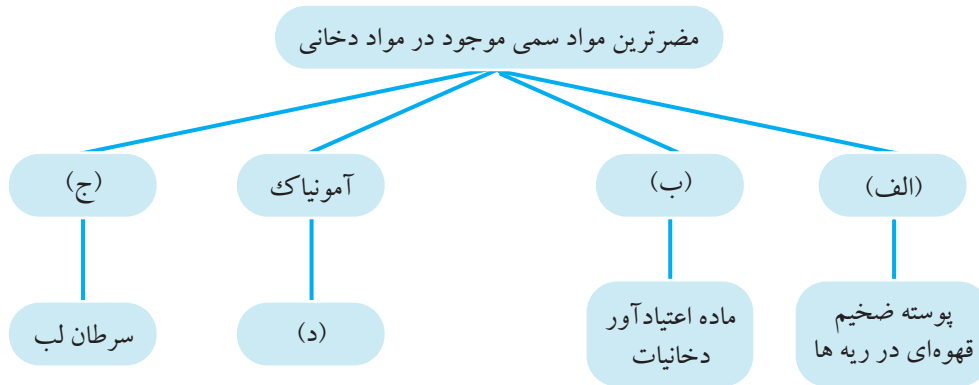 مضرترین مواد سمی موجود در مواد دخانی
(الف)
(ب)
آمونیاک
(ج)
پوسته ضخیم
قهوه‌ای در ریه ها
ماده اعتیادآور
دخانیات
(د)
سرطان لب